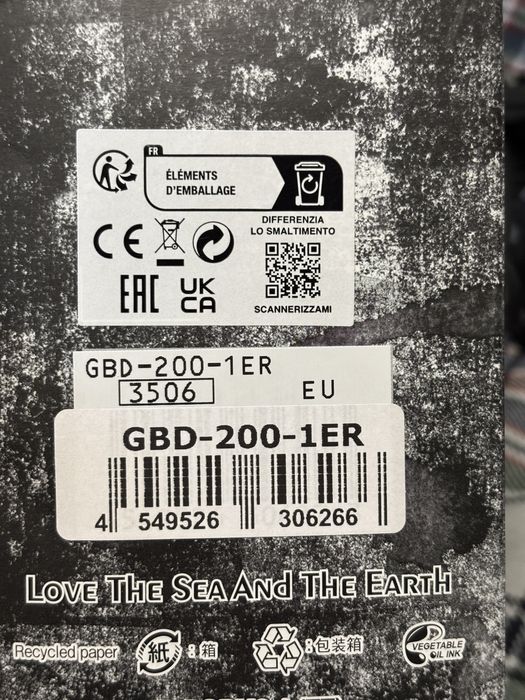 FR
ÉLÉMENTS
D'EMBALLAGE
DIFFERENZIA
LO SMALTIMENTO
CE
EAC
UK
CA
SCANNERIZZAMI
GBD-200-1ER
3506 EU
GBD-200-1ER
4 549526 306266
LOVE THE SEA AND THE EARTH
Recycled paper 紙 :箱 :包装箱 VEGETABLE
OIL INK